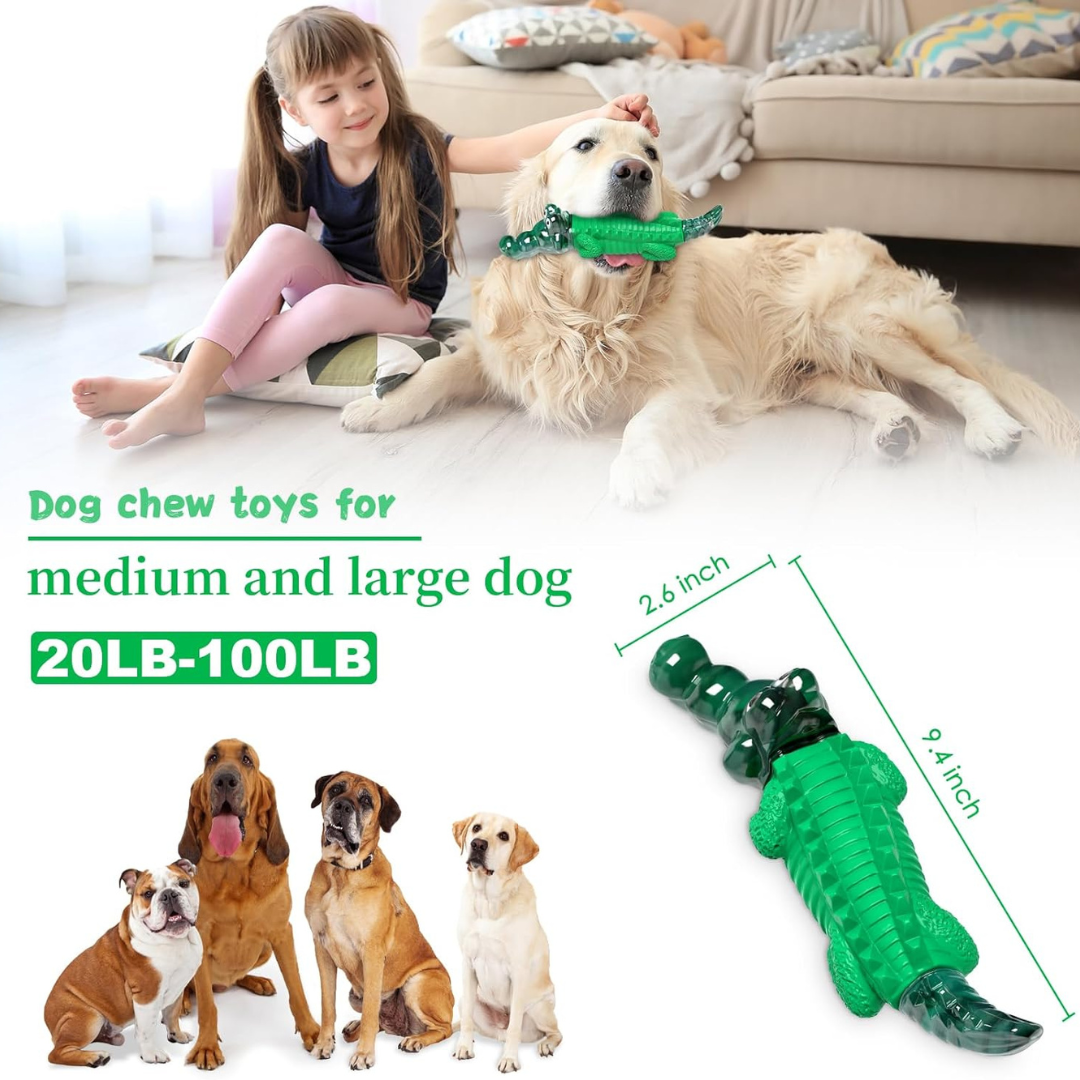 Dog chew toys for
medium and large dog
20LB-100LB
2.6 inch
9.4 inch